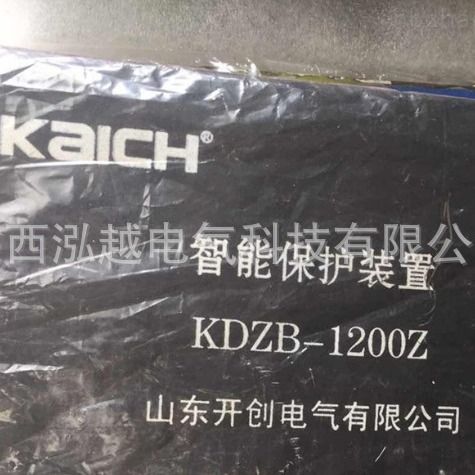 KaICH®
西泓越电气科技有限公
智能保护装置
KDZB-1200Z
山东开创电气有限公司